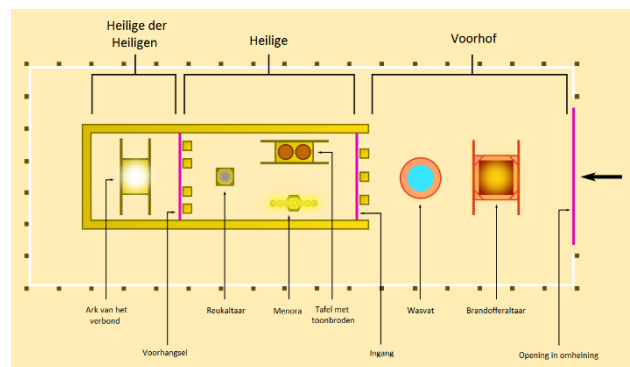 Heilige der
Heiligen
Heilige
Voorhof
Ark van het
verbond
Voorhangsel
Reukaltaar
Menora
Tafel met
toonbroden
Ingang
Wasvat
Brandofferaltaar
Opening in omheining